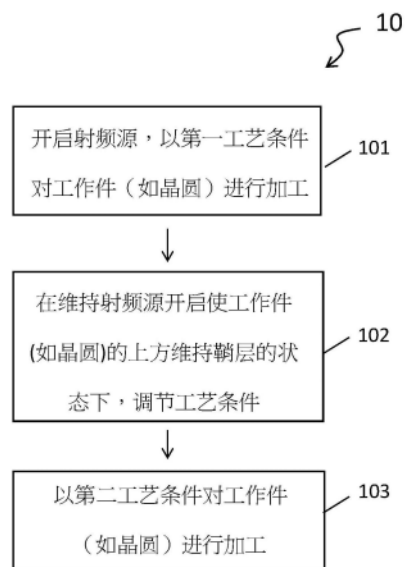 10
开启射频源，以第一工艺条件
对工作件（如晶圆）进行加工
101
在维持射频源开启使工作件
(如晶圆)的上方维持鞘层的状
态下，调节工艺条件
102
以第二工艺条件对工作件
（如晶圆）进行加工
103